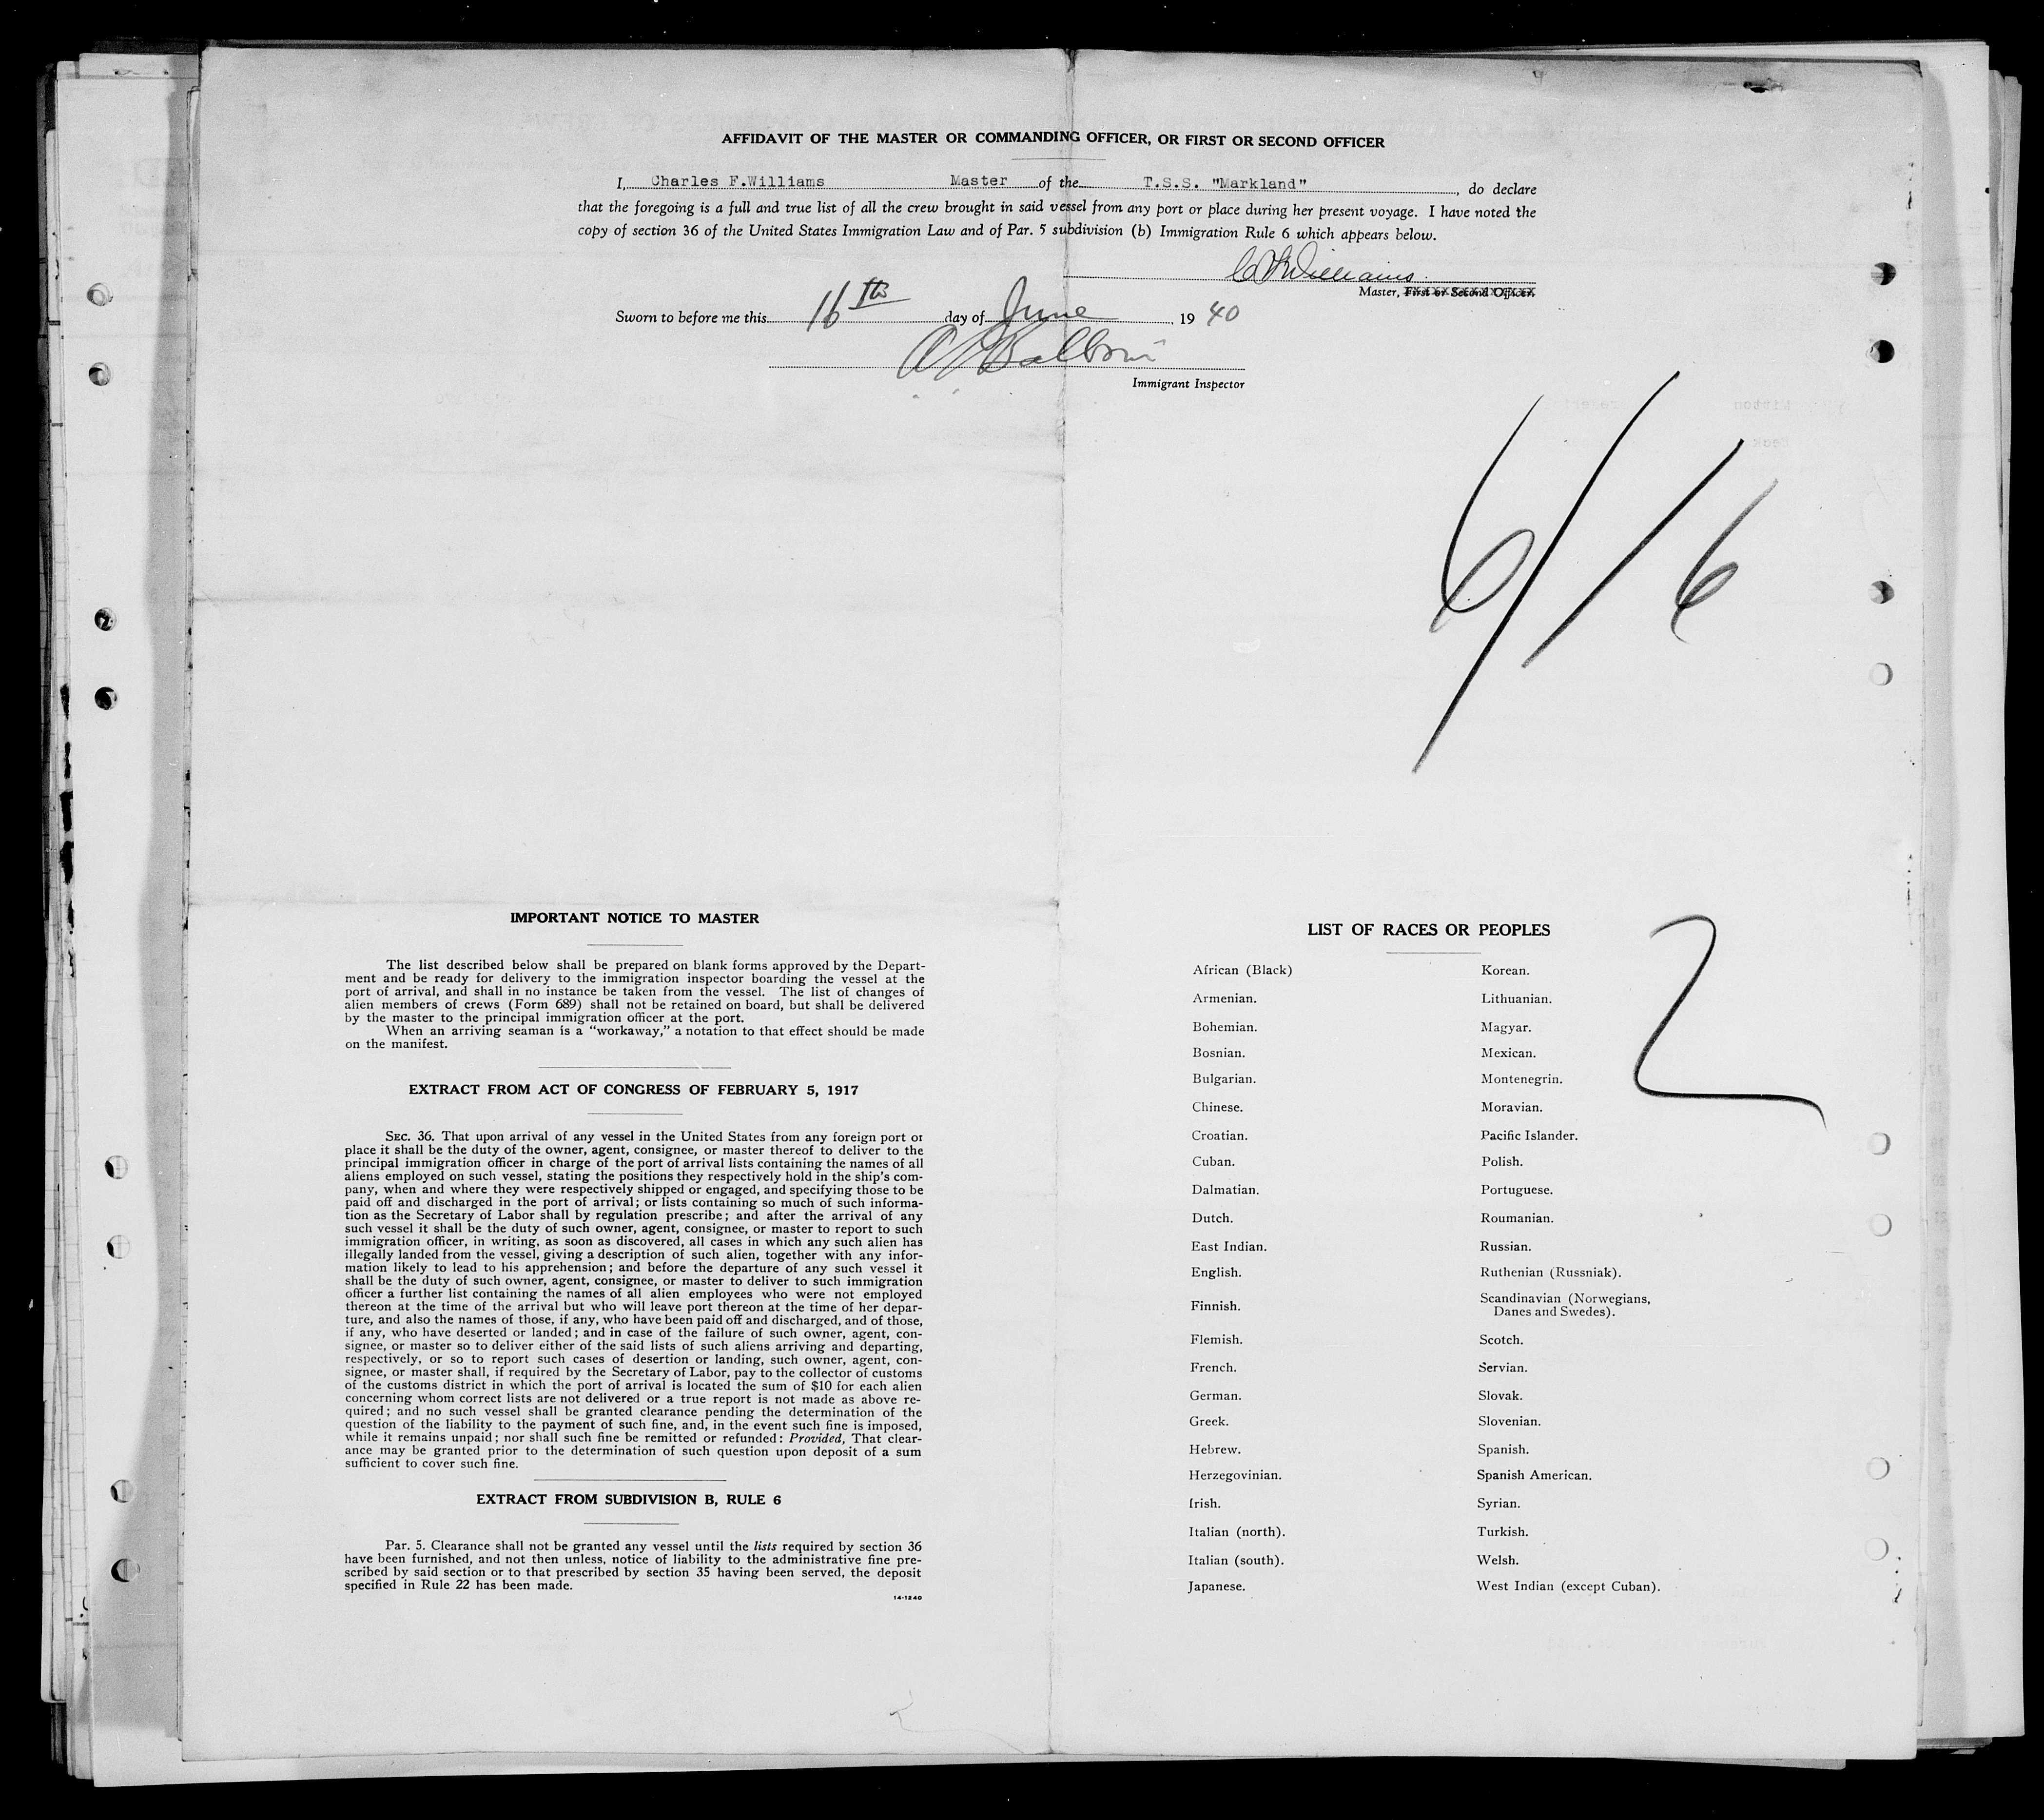 AFFIDAVIT OF THE MASTER OR COMMANDING OFFICER, OR FIRST OR SECOND OFFICER
I, Charles F.Williams Master of the T.S.S. "Markland", do declare
that the foregoing is a full and true list of all the crew brought in said vessel from any port or place during her present voyage. I have noted the
copy of section 36 of the United States Immigration Law and of Par. 5 subdivision (b) Immigration Rule 6 which appears below.
C F Williams
Master, First or Second Officer.
Sworn to before me this 16th day of June, 1940
Immigrant Inspector
6/16
IMPORTANT NOTICE TO MASTER
The list described below shall be prepared on blank forms approved by the Depart-
ment and be ready for delivery to the immigration inspector boarding the vessel at the
port of arrival, and shall in no instance be taken from the vessel. The list of changes of
alien members of crews (Form 689) shall not be retained on board, but shall be delivered
by the master to the principal immigration officer at the port.
When an arriving seaman is a "workaway," a notation to that effect should be made
on the manifest.
EXTRACT FROM ACT OF CONGRESS OF FEBRUARY 5, 1917
SEC. 36. That upon arrival of any vessel in the United States from any foreign port or
place it shall be the duty of the owner, agent, consignee, or master thereof to deliver to the
principal immigration officer in charge of the port of arrival lists containing the names of all
aliens employed on such vessel, stating the positions they respectively hold in the ship's com-
pany, when and where they were respectively shipped or engaged, and specifying those to be
paid off and discharged in the port of arrival; or lists containing so much of such informa-
tion as the Secretary of Labor shall by regulation prescribe; and after the arrival of any
such vessel it shall be the duty of such owner, agent, consignee, or master to report to such
immigration officer, in writing, as soon as discovered, all cases in which any such alien has
illegally landed from the vessel, giving a description of such alien, together with any infor-
mation likely to lead to his apprehension; and before the departure of any such vessel it
shall be the duty of such owner, agent, consignee, or master to deliver to such immigration
officer a further list containing the names of all alien employees who were not employed
thereon at the time of the arrival but who will leave port thereon at the time of her depar-
ture, and also the names of those, if any, who have been paid off and discharged, and of those,
if any, who have deserted or landed; and in case of the failure of such owner, agent, con-
signee, or master so to deliver either of the said lists of such aliens arriving and departing,
respectively, or so to report such cases of desertion or landing, such owner, agent, con-
signee, or master shall, if required by the Secretary of Labor, pay to the collector of customs
of the customs district in which the port of arrival is located the sum of $10 for each alien
concerning whom correct lists are not delivered or a true report is not made as above re-
quired; and no such vessel shall be granted clearance pending the determination of the
question of the liability to the payment of such fine, and, in the event such fine is imposed,
while it remains unpaid; nor shall such fine be remitted or refunded: Provided, That clear-
ance may be granted prior to the determination of such question upon deposit of a sum
sufficient to cover such fine.
EXTRACT FROM SUBDIVISION B, RULE 6
Par. 5. Clearance shall not be granted any vessel until the lists required by section 36
have been furnished, and not then unless, notice of liability to the administrative fine pre-
scribed by said section or to that prescribed by section 35 having been served, the deposit
specified in Rule 22 has been made.
14-1240
LIST OF RACES OR PEOPLES
2
African (Black)
Armenian.
Bohemian.
Bosnian.
Bulgarian.
Chinese.
Croatian.
Cuban.
Dalmatian.
Dutch.
East Indian.
English.
Finnish.
Flemish.
French.
German.
Greek.
Hebrew.
Herzegovinian.
Irish.
Italian (north).
Italian (south).
Japanese.
Korean.
Lithuanian.
Magyar.
Mexican.
Montenegrin.
Moravian.
Pacific Islander.
Polish.
Portuguese.
Roumanian.
Russian.
Ruthenian (Russniak).
Scandinavian (Norwegians,
Danes and Swedes).
Scotch.
Servian.
Slovak.
Slovenian.
Spanish.
Spanish American.
Syrian.
Turkish.
Welsh.
West Indian (except Cuban).